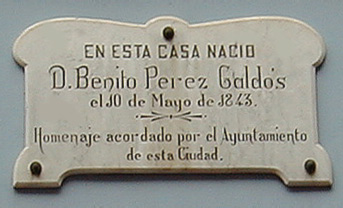 EN ESTA CASA NACIO
D. Benito Perez Galdós
el 10 de Mayo de 1843.
Homenaje acordado por el Ayuntamiento
de esta Ciudad.